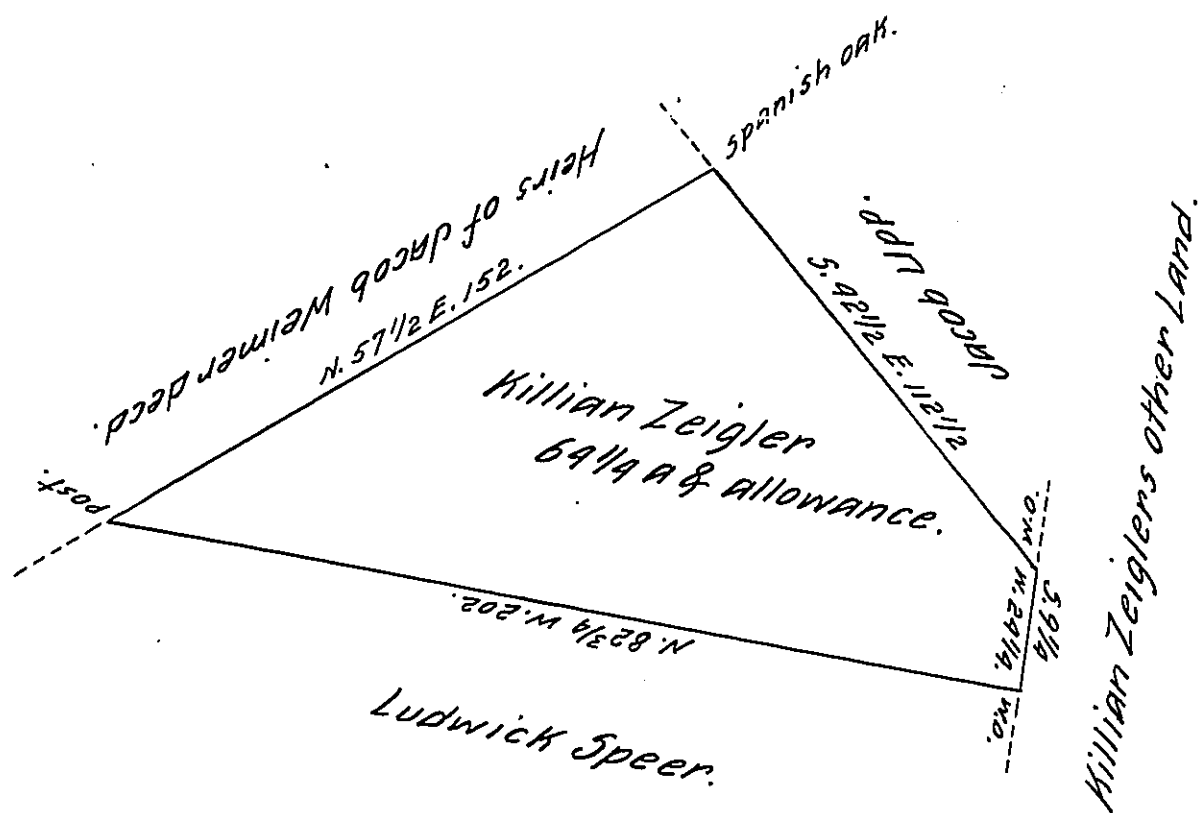 Spanish oak.
Heirs of Jacob Weimer decd.
N. 57 1/2 E. 152.
Jacob Upp.
S. 42 1/2 E. 112 1/2
Post.
Killian Zeigler
64 1/4 a & allowance.
W.O.
S. 4 1/4
W. 24 1/4.
W.O.
N. 82 3/4 W. 202.
Ludwick Speer.
Killian Zeiglers other Land.